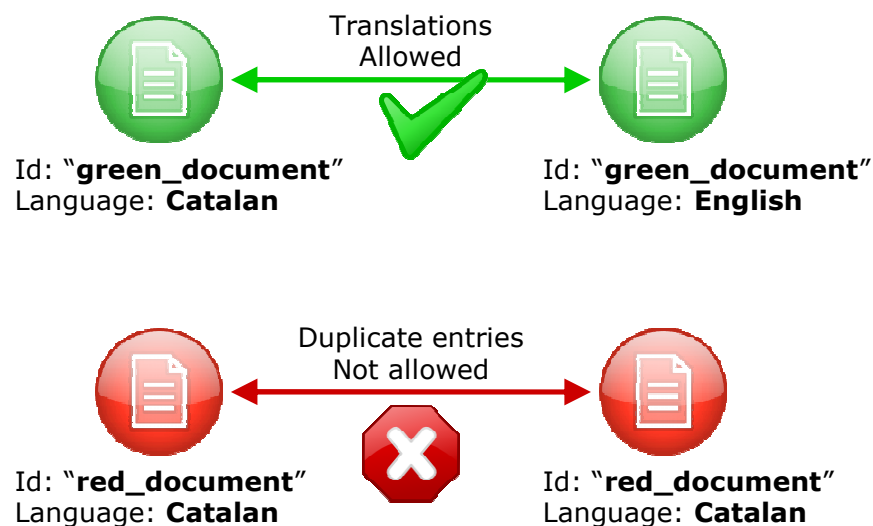 Translations
Allowed
Id: “green_document” Id: “green_document”
Language: Catalan Language: English
Duplicate entries
Not allowed
Id: “red_document” Id: “red_document”
Language: Catalan Language: Catalan